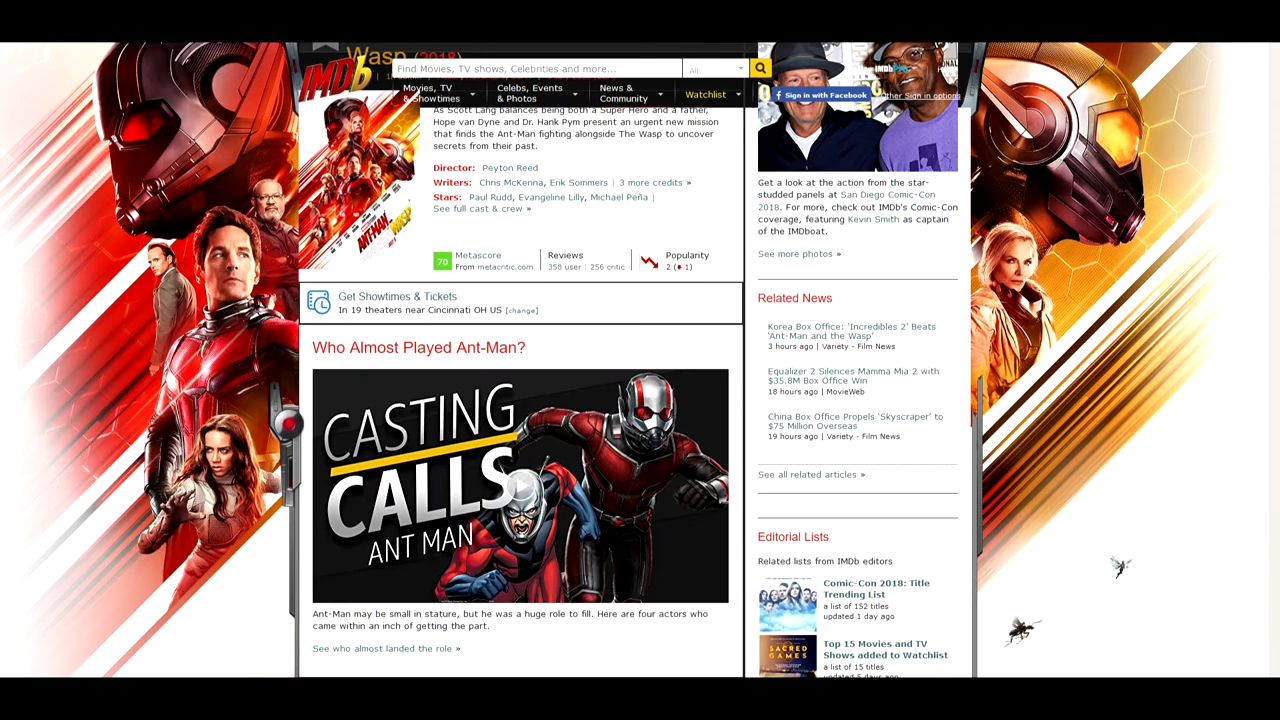 Wasp (2018)
IMDb
Find Movies, TV shows, Celebrities and more...
All
IMDbPro
Movies, TV
& Showtimes
Celebs, Events
& Photos
News &
Community
Watchlist
Sign in with Facebook
Other Sign in options
As Scott Lang balances being both a Super Hero and a father,
Hope van Dyne and Dr. Hank Pym present an urgent new mission
that finds the Ant-Man fighting alongside The Wasp to uncover
secrets from their past.
Director: Peyton Reed
Writers: Chris McKenna, Erik Sommers | 3 more credits »
Stars: Paul Rudd, Evangeline Lilly, Michael Peña |
See full cast & crew »
ANT-MAN
WASP
70
Metascore
From metacritic.com
Reviews
358 user | 256 critic
Popularity
2 (1)
Get Showtimes & Tickets
In 19 theaters near Cincinnati OH US [change]
Who Almost Played Ant-Man?
CASTING
CALLS
ANT MAN
Ant-Man may be small in stature, but he was a huge role to fill. Here are four actors who
came within an inch of getting the part.
See who almost landed the role »
Get a look at the action from the star-
studded panels at San Diego Comic-Con
2018. For more, check out IMDb's Comic-Con
coverage, featuring Kevin Smith as captain
of the IMDboat.
See more photos »
Related News
Korea Box Office: 'Incredibles 2' Beats
'Ant-Man and the Wasp'
3 hours ago | Variety - Film News
Equalizer 2 Silences Mamma Mia 2 with
$35.8M Box Office Win
18 hours ago | MovieWeb
China Box Office Propels 'Skyscraper' to
$75 Million Overseas
19 hours ago | Variety - Film News
See all related articles »
Editorial Lists
Related lists from IMDb editors
Comic-Con 2018: Title
Trending List
a list of 152 titles
updated 1 day ago
SACRED
GAMES
Top 15 Movies and TV
Shows added to Watchlist
a list of 15 titles
updated 5 days ago